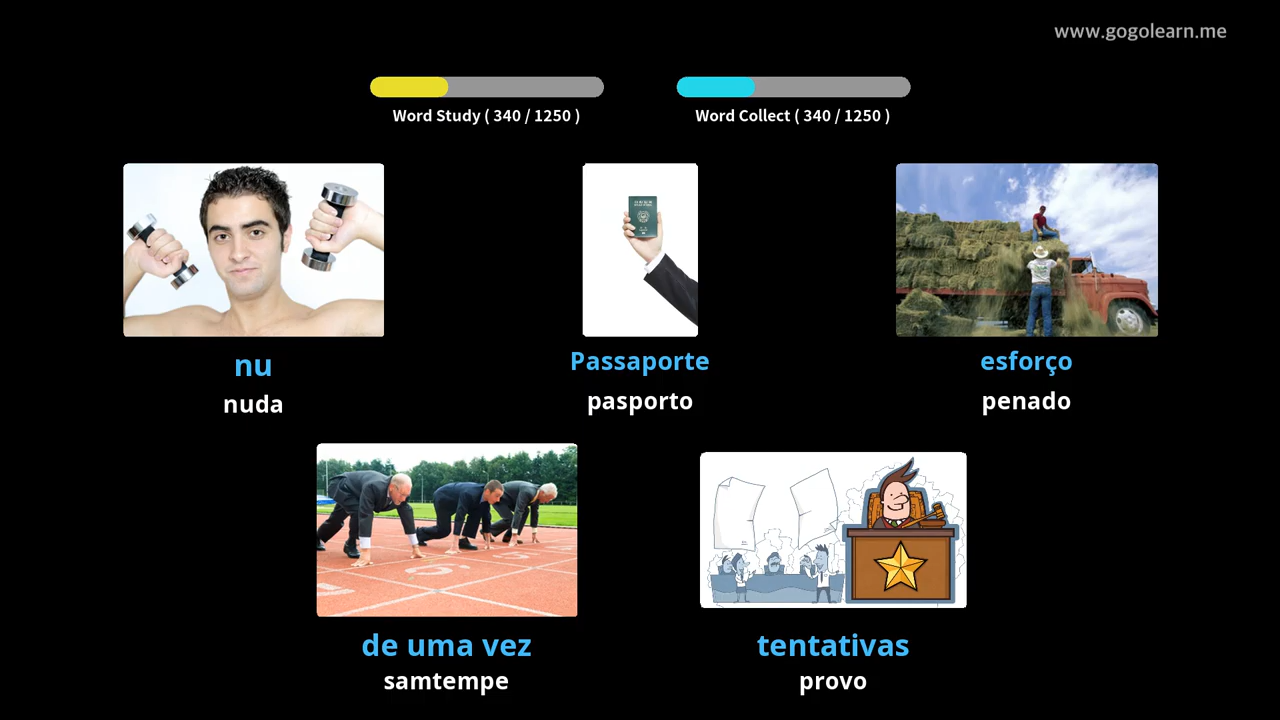 www.gogolearn.me
Word Study ( 340 / 1250 )
Word Collect ( 340 / 1250 )
nu
nuda
Passaporte
pasporto
esforço
penado
de uma vez
samtempe
tentativas
provo